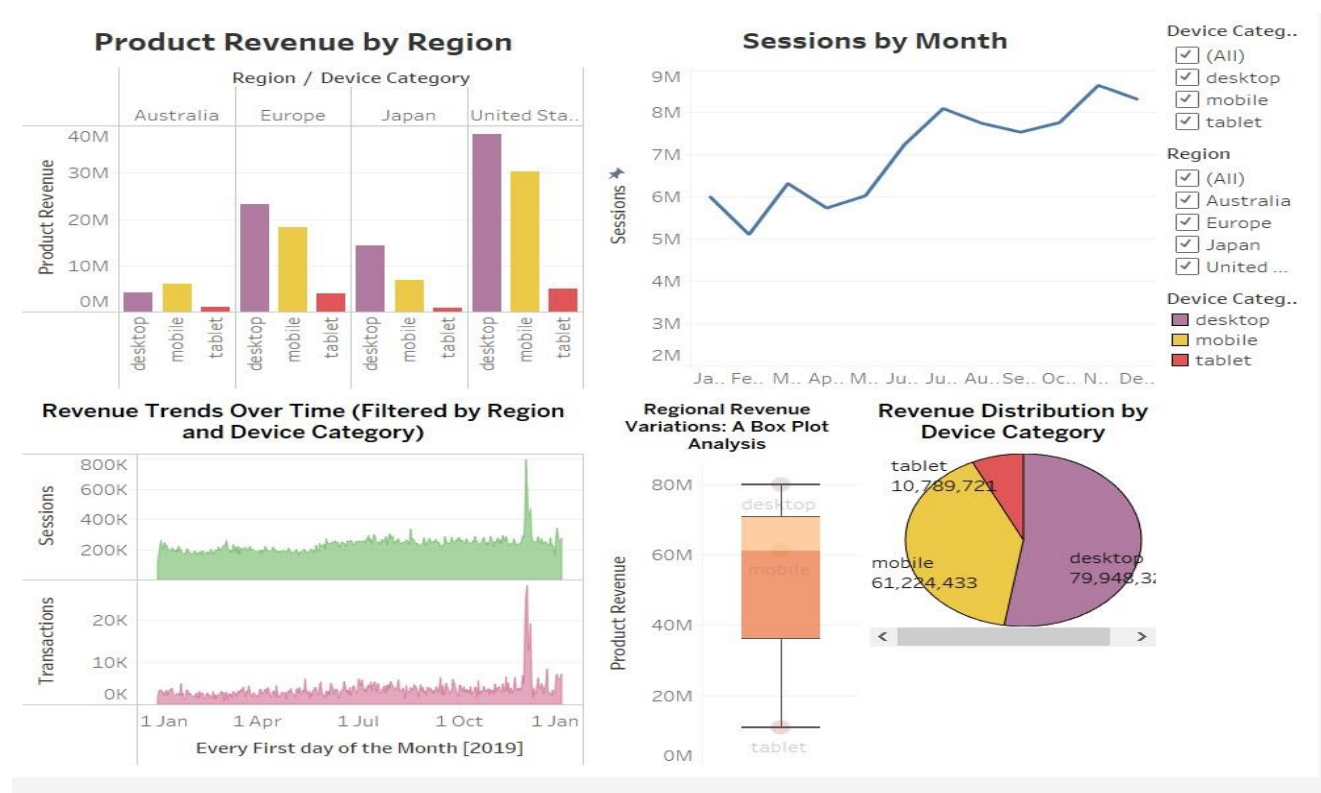 Product Revenue by Region
Region / Device Category
Australia Europe Japan United Sta..
Product Revenue
40M
30M
20M
10M
0M
desktop mobile tablet desktop mobile tablet desktop mobile tablet desktop mobile tablet
Sessions by Month
Sessions
9M
8M
7M
6M
5M
4M
3M
2M
Ja.. Fe.. M.. Ap.. M.. Ju.. Ju.. Au.. Se.. Oc.. N.. De..
Device Categ..
(All)
desktop
mobile
tablet
Region
(All)
Australia
Europe
Japan
United ...
Device Categ..
desktop
mobile
tablet
Revenue Trends Over Time (Filtered by Region
and Device Category)
Sessions
800K
600K
400K
200K
Transactions
20K
10K
0K
1 Jan 1 Apr 1 Jul 1 Oct 1 Jan
Every First day of the Month [2019]
Regional Revenue
Variations: A Box Plot
Analysis
Product Revenue
80M
60M
40M
20M
0M
desktop
mobile
tablet
Revenue Distribution by
Device Category
tablet
10,789,721
mobile
61,224,433
desktop
79,948,32